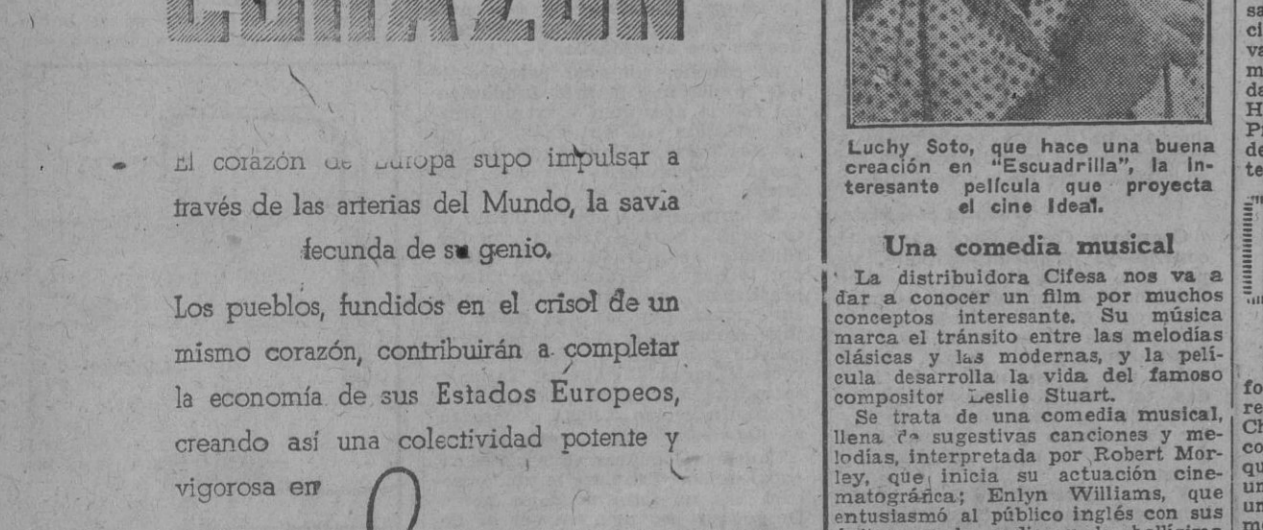 CORAZON
El corazón de Europa supo impulsar a
través de las arterias del Mundo, la savia
fecunda de su genio.
Los pueblos, fundidos en el crisol de un
mismo corazón, contribuirán a completar
la economía de sus Estados Europeos,
creando así una colectividad potente y
vigorosa en
Luchy Soto, que hace una buena
creación en "Escuadrilla", la in-
teresante película que proyecta
el cine Ideal.
Una comedia musical
La distribuidora Cifesa nos va a
dar a conocer un film por muchos
conceptos interesante. Su música
marca el tránsito entre las melodías
clásicas y las modernas, y la pelí-
cula desarrolla la vida del famoso
compositor Leslie Stuart.
Se trata de una comedia musical,
llena de sugestivas canciones y me-
lodías, interpretada por Robert Mor-
ley, que inicia su actuación cine-
matográfica; Enlyn Williams, que
entusiasmó al público inglés con sus